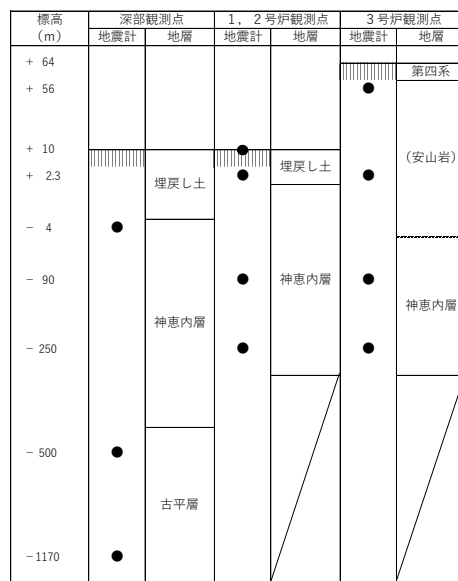 標高 深部観測点 1，2号炉観測点 3号炉観測点
（m） 地震計 地層 地震計 地層 地震計 地層
＋ 64
第四系
＋ 56
＋ 10
(安山岩)
埋戻し土
＋ 2.3
埋戻し土
－ 4
－ 90
神恵内層
神恵内層
神恵内層
－ 250
－ 500
古平層
－1170